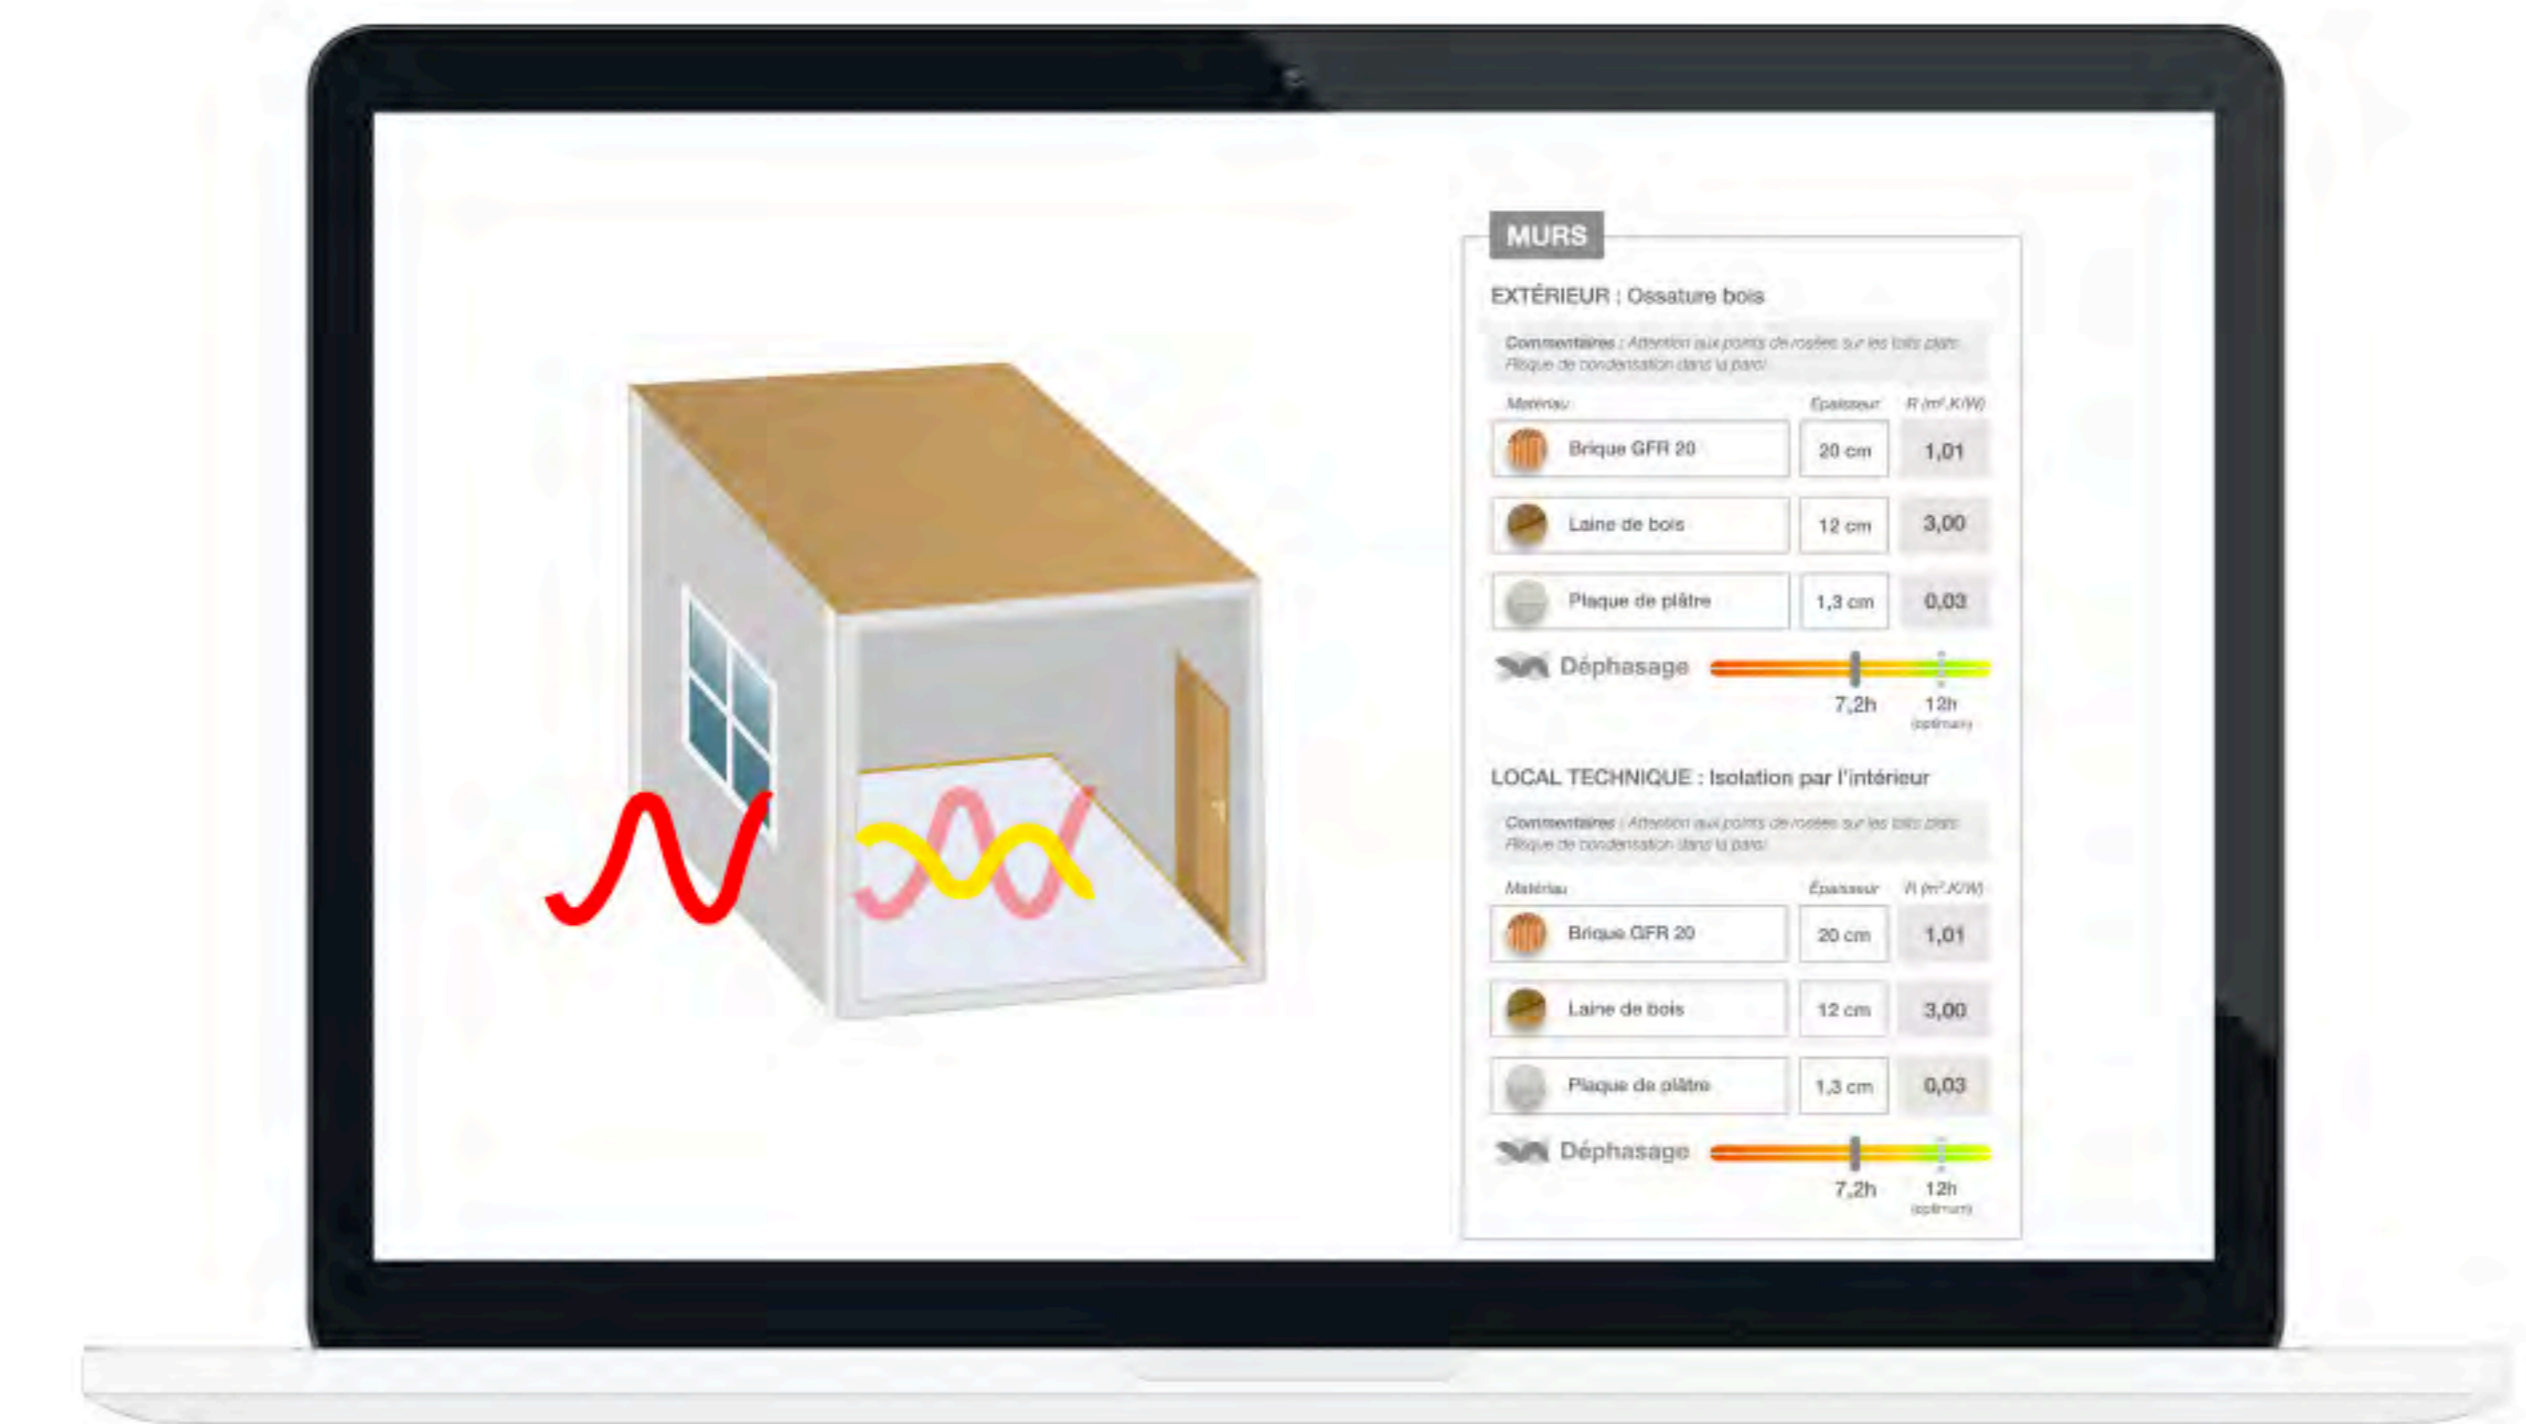 MURS
EXTÉRIEUR : Ossature bois
Commentaires : Attention aux points de rosées sur les toits plats.
Risque de condensation dans la paroi
Matériau Épaisseur R (m².K/W)
Brique GFR 20 20 cm 1,01
Laine de bois 12 cm 3,00
Plaque de plâtre 1,3 cm 0,03
Déphasage
7,2h 12h
(optimum)
LOCAL TECHNIQUE : Isolation par l'intérieur
Commentaires : Attention aux points de rosées sur les toits plats.
Risque de condensation dans la paroi
Matériau Épaisseur R (m².K/W)
Brique GFR 20 20 cm 1,01
Laine de bois 12 cm 3,00
Plaque de plâtre 1,3 cm 0,03
Déphasage
7,2h 12h
(optimum)